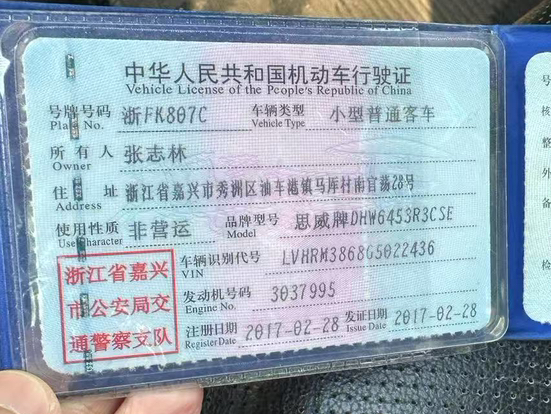 中华人民共和国机动车行驶证
Vehicle License of the People's Republic of China
号牌号码 浙FK807C 车辆类型 小型普通客车
Plate No. Vehicle Type
所有人 张志林
Owner
住址 浙江省嘉兴市秀洲区油车港镇马厍村南官荡28号
Address
使用性质 非营运 品牌型号 思威牌DHW6453R3CSE
Use Character Model
车辆识别代号 LVHRM3868G5022436
VIN
发动机号码 3037995
Engine No.
注册日期 2017-02-28 发证日期 2017-02-28
Register Date Issue Date
浙江省嘉兴
市公安局交
通警察支队
号
核
整
外
备
检